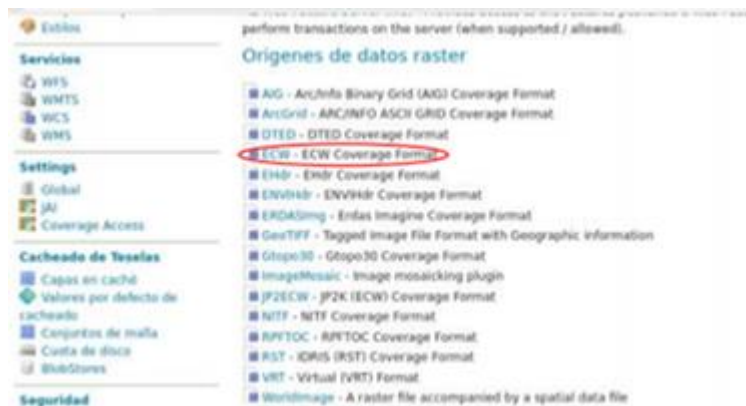 Estilos
Servicios
WFS
WMTS
WCS
WMS
Settings
Global
JAI
Coverage Access
Cacheado de Teselas
Capas en caché
Valores por defecto de
cacheado
Conjuntos de malla
Cuota de disco
BlobStores
Seguridad
perform transactions on the server (when supported / allowed).
Origenes de datos raster
AIG - Arc/Info Binary Grid (AIG) Coverage Format
ArcGrid - ARC/INFO ASCII GRID Coverage Format
DTED - DTED Coverage Format
ECW - ECW Coverage Format
EHdr - EHdr Coverage Format
ENVIHdr - ENVIHdr Coverage Format
ERDASImg - Erdas Imagine Coverage Format
GeoTIFF - Tagged Image File Format with Geographic information
Gtopo30 - Gtopo30 Coverage Format
ImageMosaic - Image mosaicking plugin
JP2ECW - JP2K (ECW) Coverage Format
NITF - NITF Coverage Format
RPFTOC - RPFTOC Coverage Format
RST - IDRIS (RST) Coverage Format
VRT - Virtual (VRT) Format
WorldImage - A raster file accompanied by a spatial data file